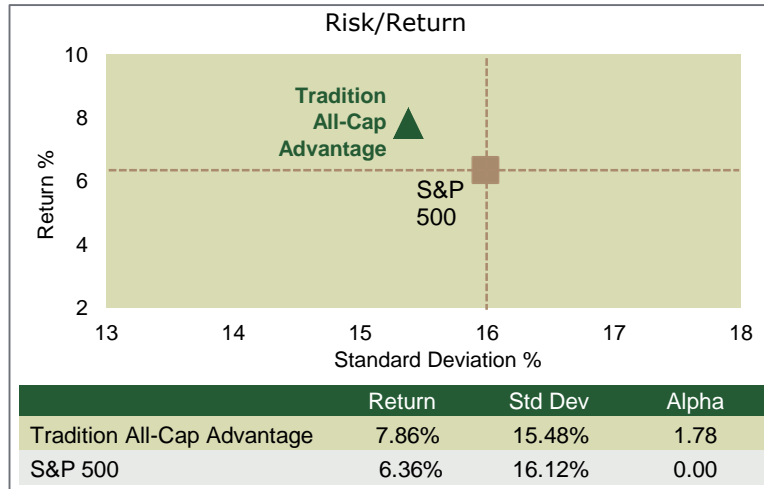 Risk/Return
10
8
6
4
2
Return %
Tradition
All-Cap
Advantage
S&P
500
13 14 15 16 17 18
Standard Deviation %
Return Std Dev Alpha
Tradition All-Cap Advantage 7.86% 15.48% 1.78
S&P 500 6.36% 16.12% 0.00